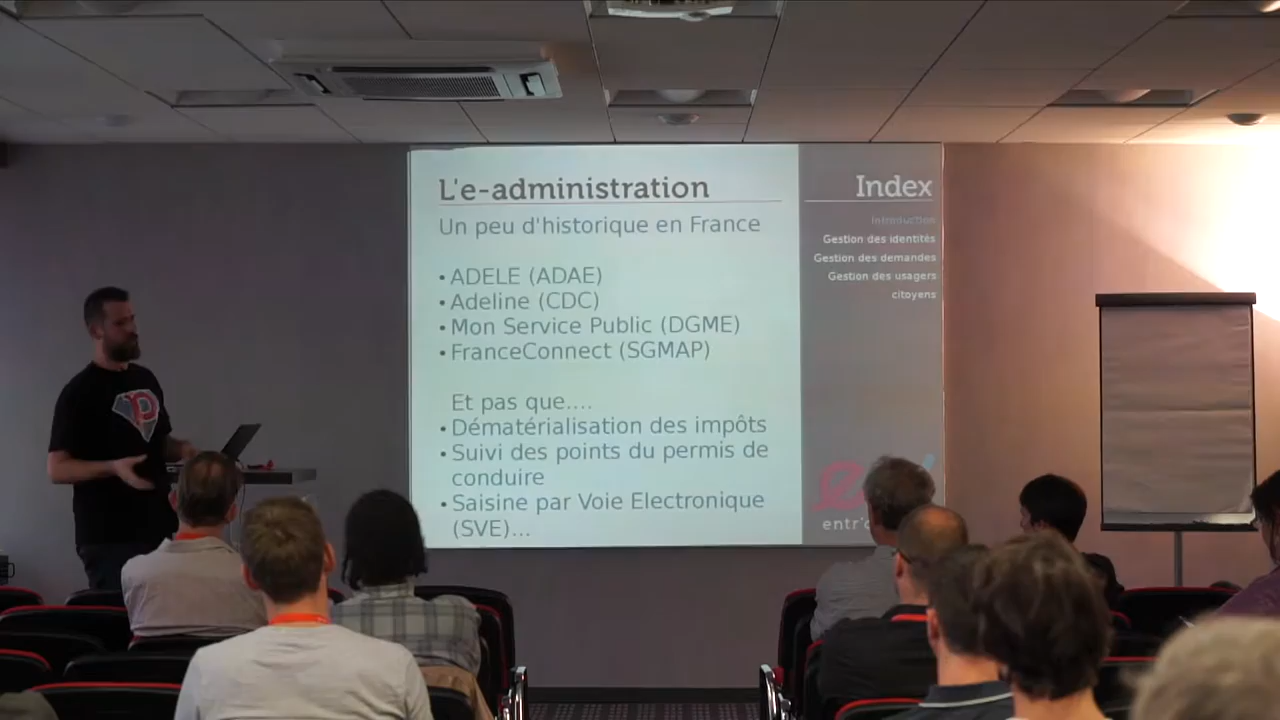 L'e-administration
Un peu d'historique en France
• ADELE (ADAE)
• Adeline (CDC)
• Mon Service Public (DGME)
• FranceConnect (SGMAP)
Et pas que....
• Dématérialisation des impôts
• Suivi des points du permis de
conduire
• Saisine par Voie Electronique
(SVE)...
Index
Introduction
Gestion des identités
Gestion des demandes
Gestion des usagers
citoyens
entr'o